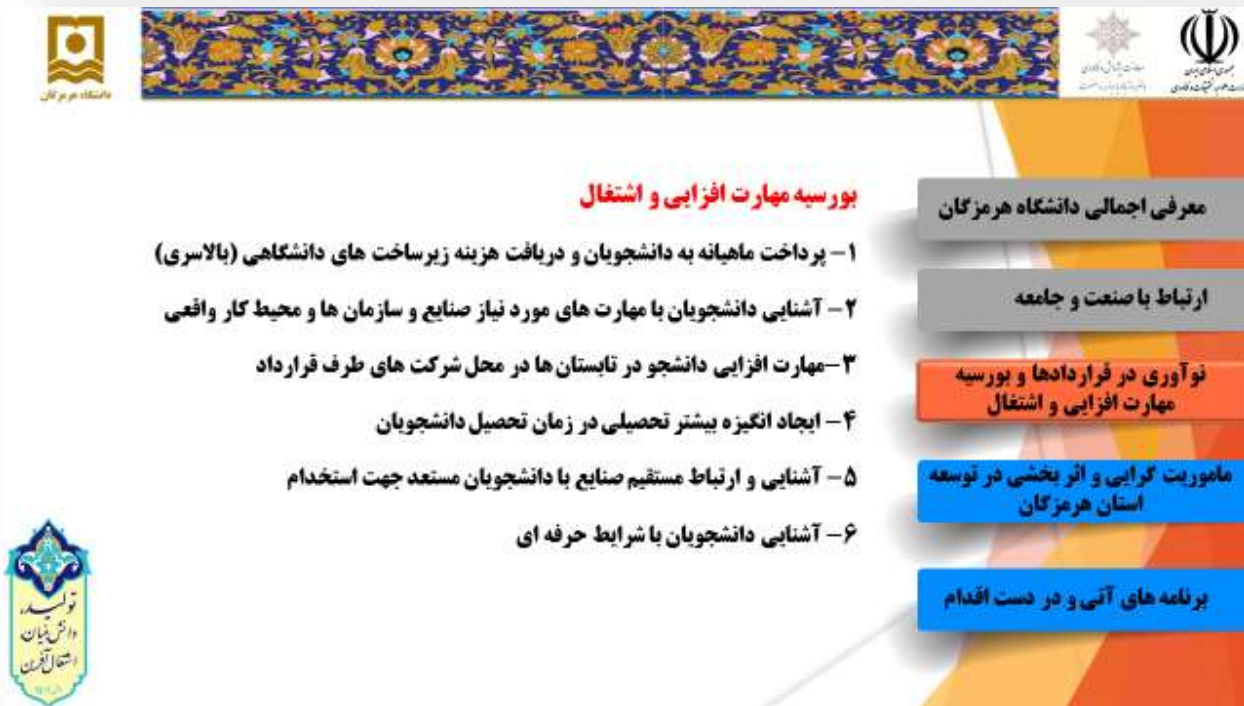 دانشگاه هرمزگان
بورسیه مهارت افزایی و اشتغال
۱- پرداخت ماهیانه به دانشجویان و دریافت هزینه زیرساخت های دانشگاهی (بالاسری)
۲- آشنایی دانشجویان با مهارت های مورد نیاز صنایع و سازمان ها و محیط کار واقعی
۳-مهارت افزایی دانشجو در تابستان ها در محل شرکت های طرف قرارداد
۴- ایجاد انگیزه بیشتر تحصیلی در زمان تحصیل دانشجویان
۵- آشنایی و ارتباط مستقیم صنایع با دانشجویان مستعد جهت استخدام
۶- آشنایی دانشجویان با شرایط حرفه ای
معرفی اجمالی دانشگاه هرمزگان
ارتباط با صنعت و جامعه
نوآوری در قراردادها و بورسیه
مهارت افزایی و اشتغال
ماموریت گرایی و اثر بخشی در توسعه
استان هرمزگان
برنامه های آتی و در دست اقدام
تولید،
دانش بنیان
اشتغال آفرین